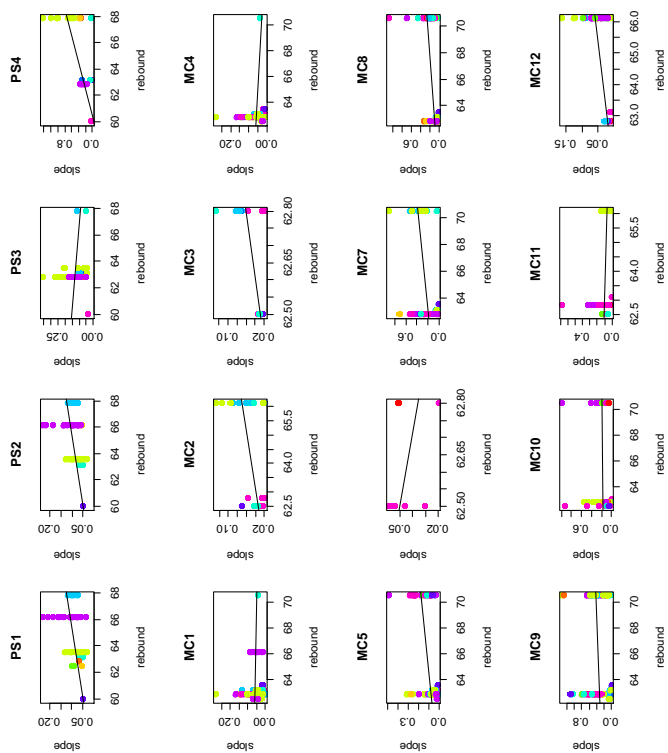 PS1
slope
0.05 0.20
60 62 64 66 68
rebound
PS2
slope
0.05 0.20
60 62 64 66 68
rebound
PS3
slope
0.00 0.25
60 62 64 66 68
rebound
PS4
slope
0.0 0.8
60 62 64 66 68
rebound
MC1
slope
0.00 0.20
64 66 68 70
rebound
MC2
slope
0.02 0.10
62.5 64.0 65.5
rebound
MC3
slope
0.02 0.10
62.50 62.65 62.80
rebound
MC4
slope
0.00 0.20
64 66 68 70
rebound
MC5
slope
0.0 0.3
64 66 68 70
rebound
slope
0.02 0.05
62.50 62.65 62.80
rebound
MC7
slope
0.0 0.6
64 66 68 70
rebound
MC8
slope
0.0 0.6
64 66 68 70
rebound
MC9
slope
0.0 0.8
64 66 68 70
rebound
MC10
slope
0.0 0.9
64 66 68 70
rebound
MC11
slope
0.0 0.4
62.5 64.0 65.5
rebound
MC12
slope
0.05 0.15
63.0 64.0 65.0 66.0
rebound